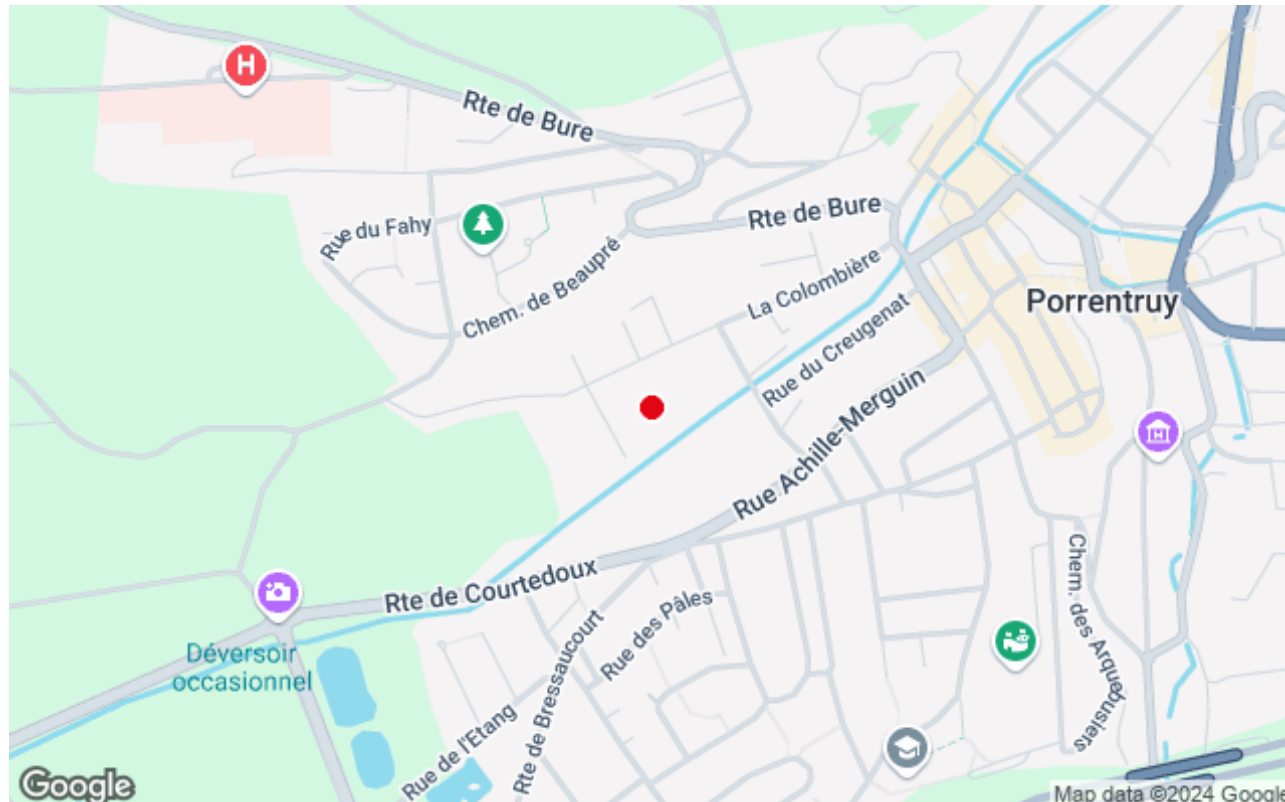 H
Rte de Bure
Rte de Bure
Rue du Fahy
Chem. de Beaupré
La Colombière
Porrentruy
Rue du Creugenat
Rue Achille-Merguin
Rte de Courtedoux
Chem. des Arquebusiers
Rue des Pâles
Déversoir
occasionnel
Rte de Bressaucourt
Rue de l'Etang
Google
Map data ©2024 Google